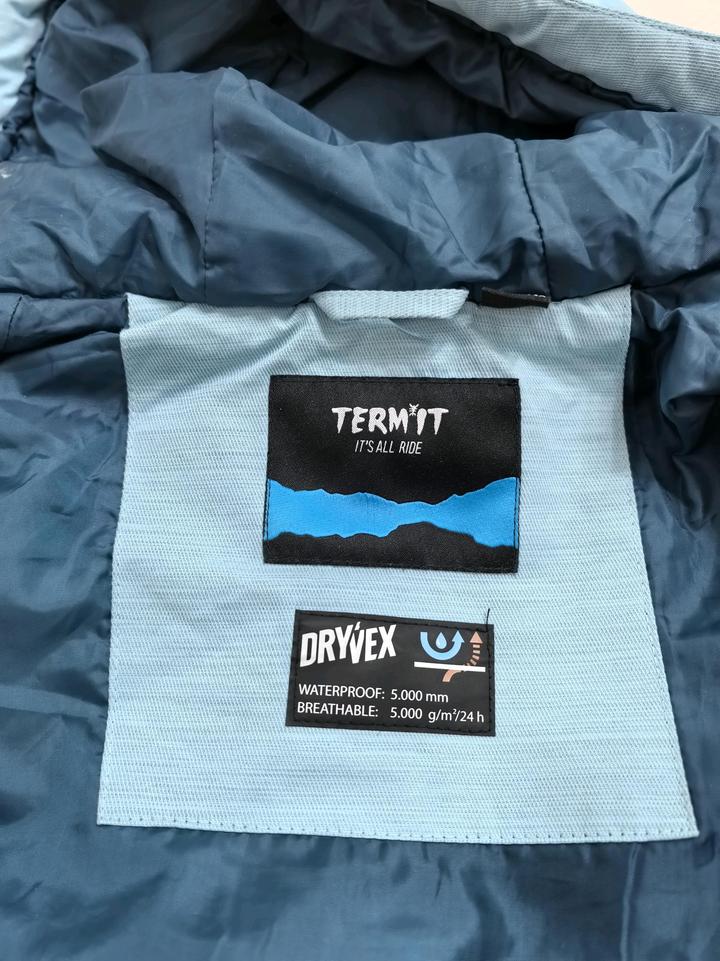 TERMIT
IT'S ALL RIDE
DRYVEX
WATERPROOF: 5.000 mm
BREATHABLE: 5.000 g/m²/24 h